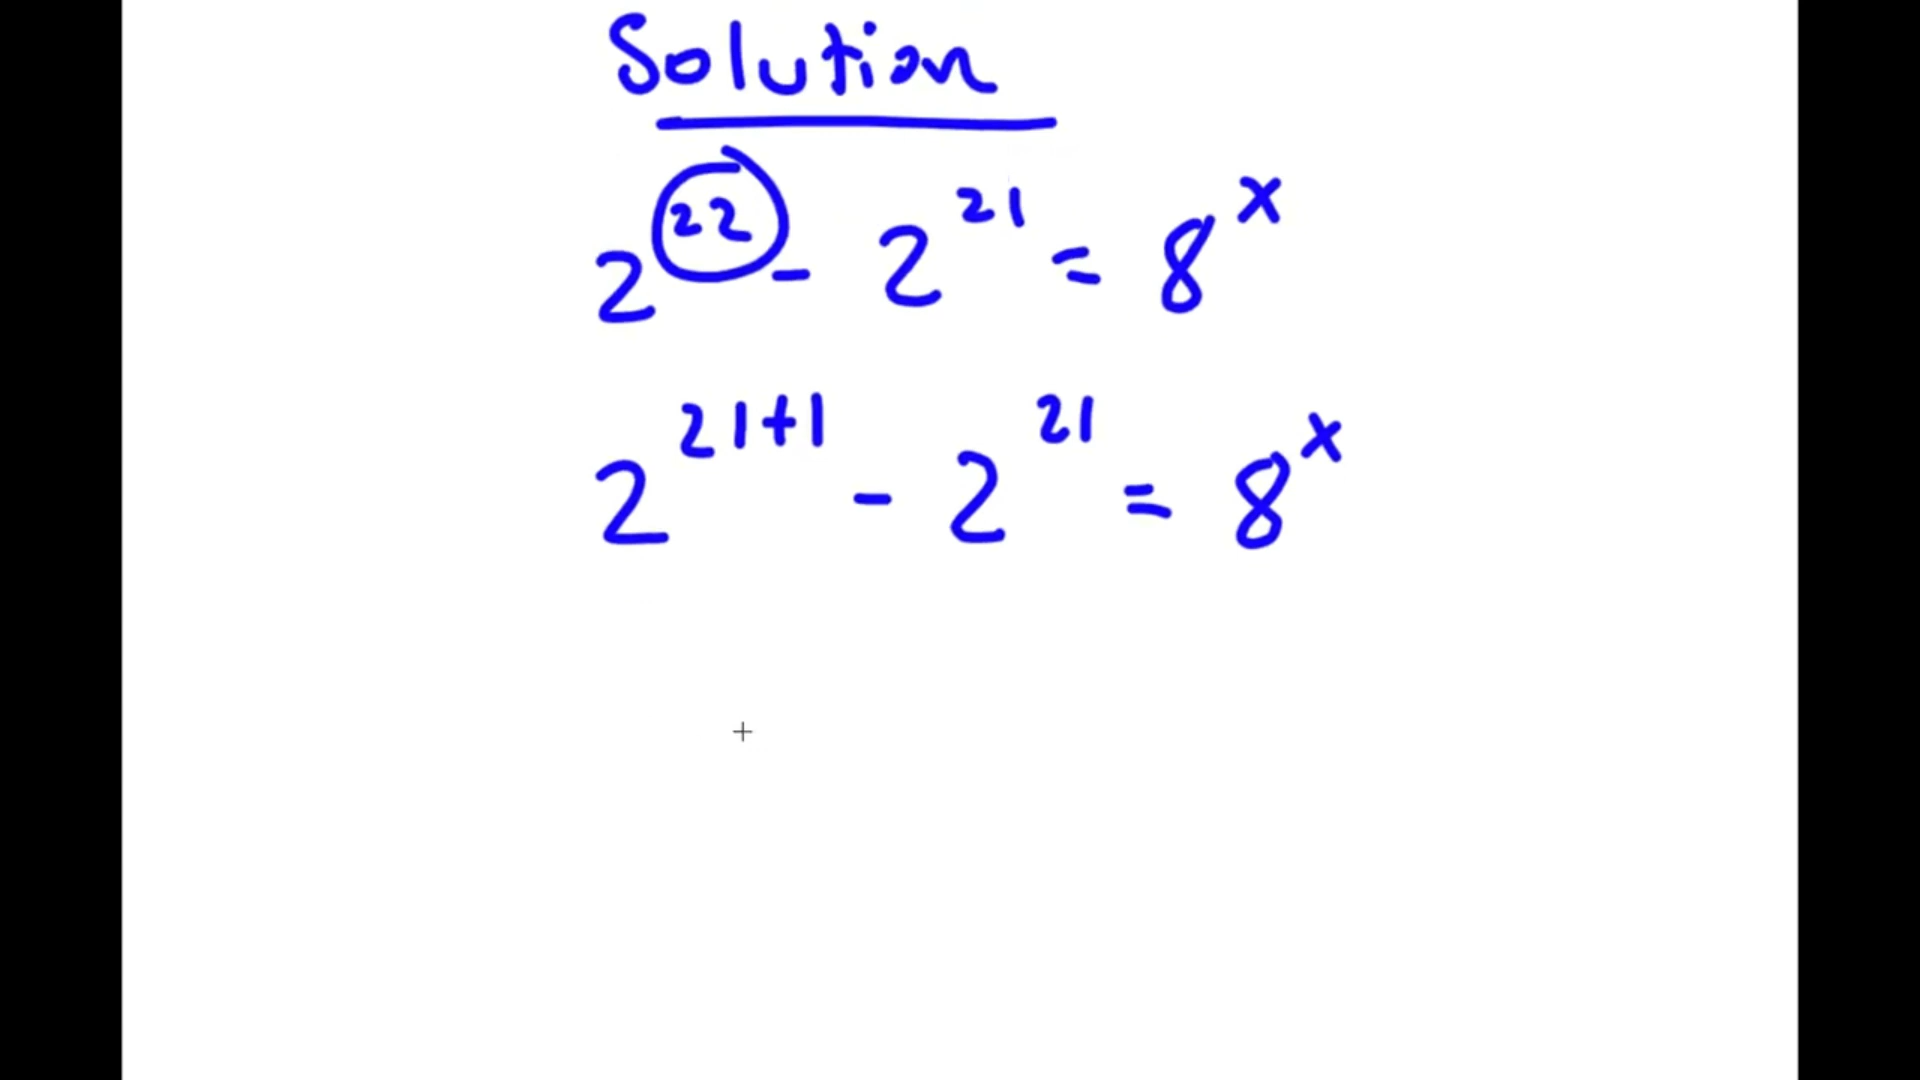 Solution
2^22 - 2^21 = 8^x
2^21+1 - 2^21 = 8^x